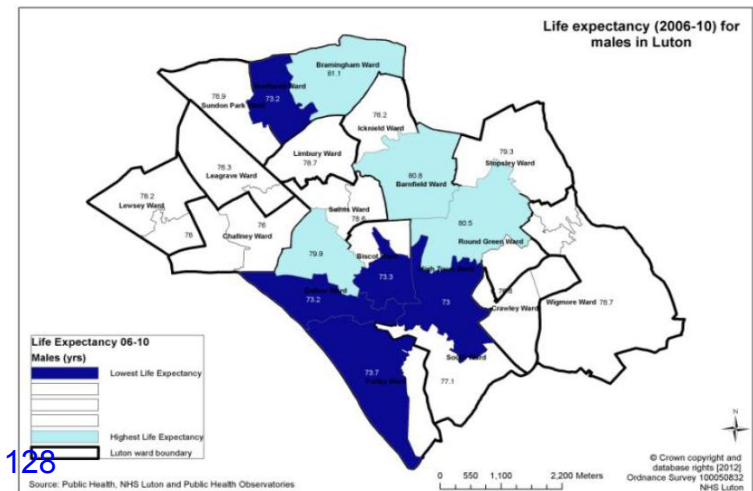 Life expectancy (2006-10) for
males in Luton
Bramingham Ward
81.1
73.2
78.9
Sundon Park
78.2
Icknield Ward
Limbury Ward
78.7
79.3
Stopsley Ward
80.8
Barnfield Ward
Leagrave Ward
78.2
Lewsey Ward
76
76
Challney Ward
Saints Ward
78.6
80.5
Round Green Ward
79.9
Biscot
73.3
73.2
73
Crawley Ward
Wigmore Ward
78.7
73.7
77.1
Life Expectancy 06-10
Males (yrs)
Lowest Life Expectancy
Highest Life Expectancy
Luton ward boundary
128
Source: Public Health, NHS Luton and Public Health Observatories
0 550 1,100 2,200 Meters
N
© Crown copyright and
database rights [2012]
Ordnance Survey 100050832
NHS Luton